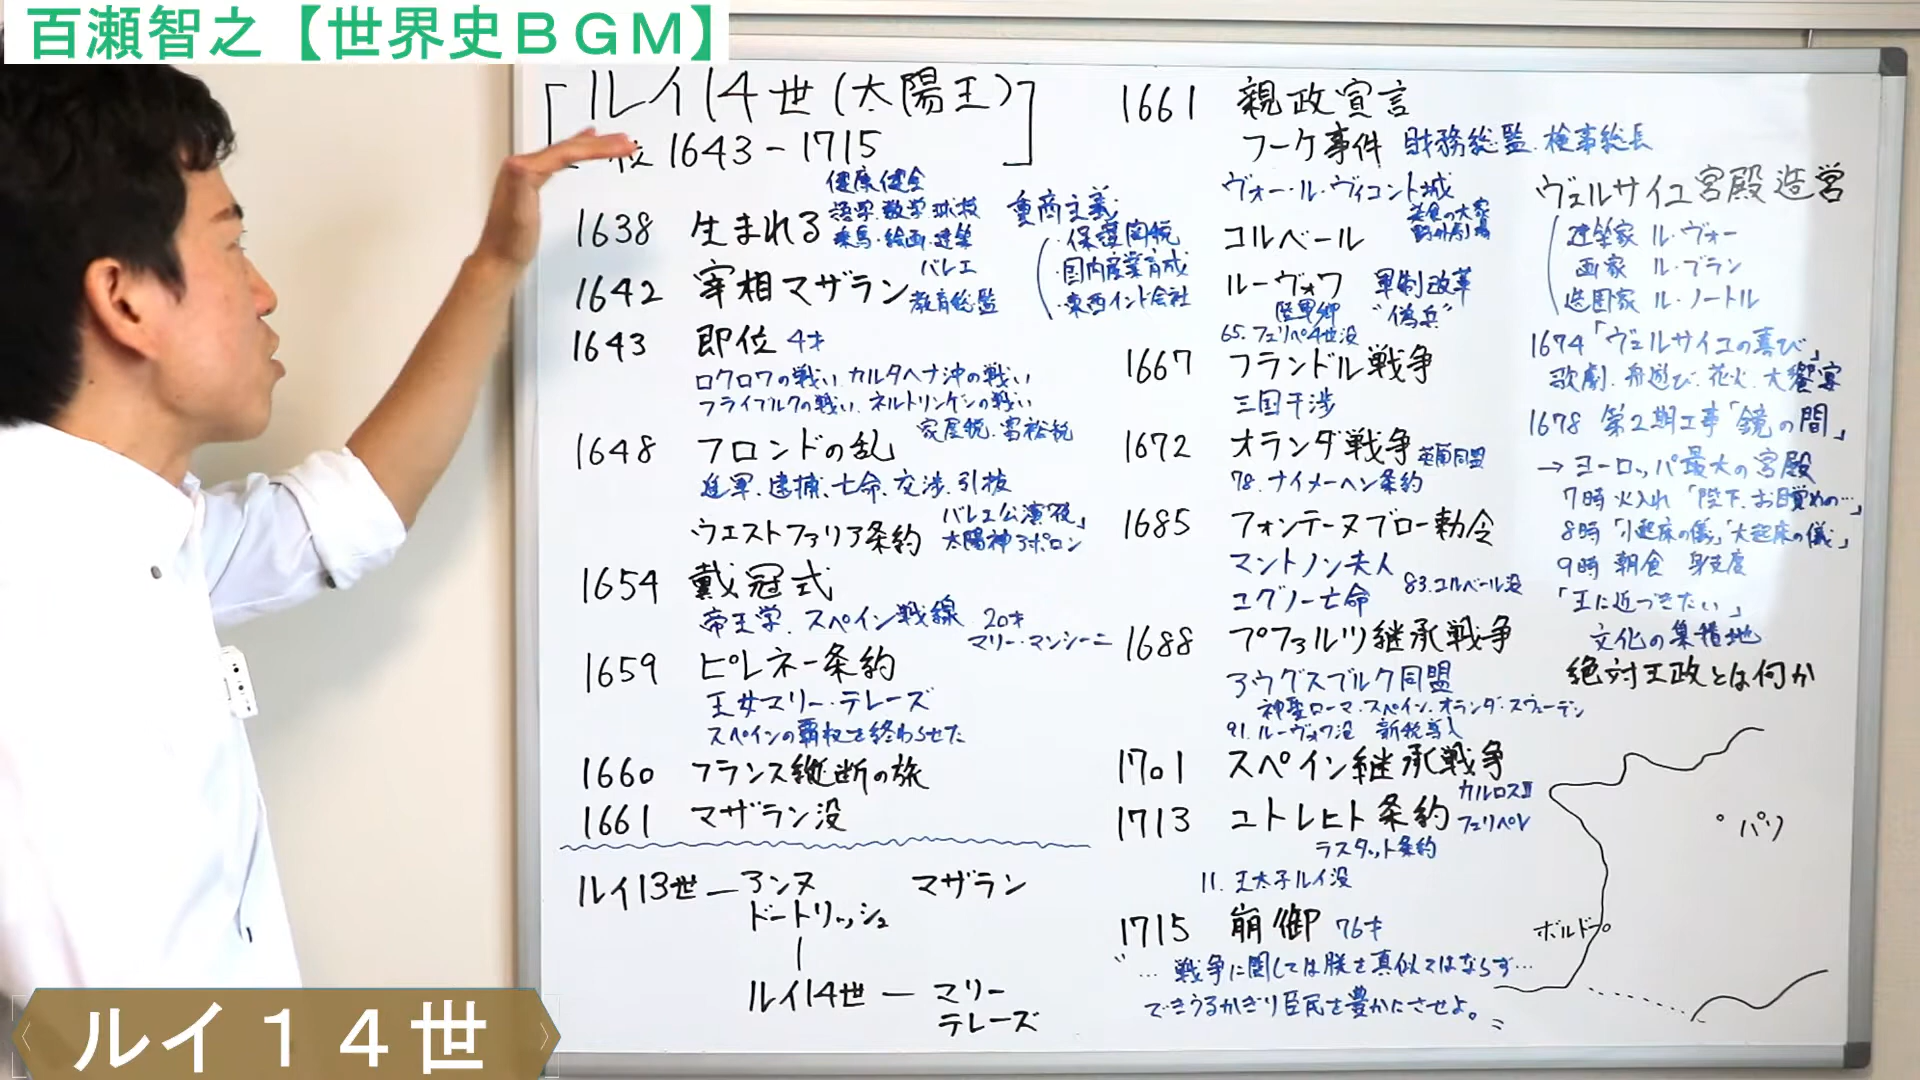 百瀬智之【世界史ＢＧＭ】
ルイ14世(太陽王)
位 1643-1715
1638 生まれる
健康 健全
語学・数学・球技
乗馬・絵画・建築
バレエ
1642 宰相マザラン
教育総監
重商主義
・保護関税
・国内産業育成
・東西インド会社
1643 即位 4才
ロクロワの戦い、カルタヘナ沖の戦い
フライブルクの戦い、ネルトリンゲンの戦い
1648 フロンドの乱
家屋税、富裕税
進軍、逮捕、亡命、交渉、引抜
ウエストファリア条約
バレエ公演「夜」
太陽神アポロン
1654 戴冠式
帝王学、スペイン戦線
20才
マリー・マンシーニ
1659 ピレネー条約
王女マリー・テレーズ
スペインの覇権を終わらせた
1660 フランス縦断の旅
1661 マザラン没
ルイ13世 ― アンヌ
ドートリッシュ
マザラン
ルイ14世 ― マリー
テレーズ
1661 親政宣言
フーケ事件 財務総監、検事総長
ヴォー・ル・ヴィコント城
美食の大家
野外劇場
コルベール
ルーヴォワ 軍制改革
陸軍卿 "偽兵"
65. フェリペ4世没
1667 フランドル戦争
三国干渉
1672 オランダ戦争
英蘭同盟
78. ナイメーヘン条約
1685 フォンテーヌブロー勅令
マントノン夫人
83. コルベール没
ユグノー亡命
1688 プファルツ継承戦争
アウグスブルク同盟
神聖ローマ・スペイン・オランダ・スウェーデン
91. ルーヴォワ没 新税導入
1701 スペイン継承戦争
カルロスⅡ
1713 ユトレヒト条約
フェリペⅤ
ラスタット条約
11. 王太子ルイ没
1715 崩御 76才
"… 戦争に関しては朕を真似てはならず…
できうるかぎり臣民を豊かにさせよ。"
ヴェルサイユ宮殿造営
建築家 ル・ヴォー
画家 ル・ブラン
造園家 ル・ノートル
1674「ヴェルサイユの喜び」
歌劇、舟遊び、花火、大饗宴
1678 第2期工事「鏡の間」
→ヨーロッパ最大の宮殿
7時 火入れ「陛下、お目覚めの…」
8時「小起床の儀」「大起床の儀」
9時 朝食 身支度
「王に近づきたい」
文化の集積地
絶対王政とは何か
パリ
ボルドー
ルイ１４世